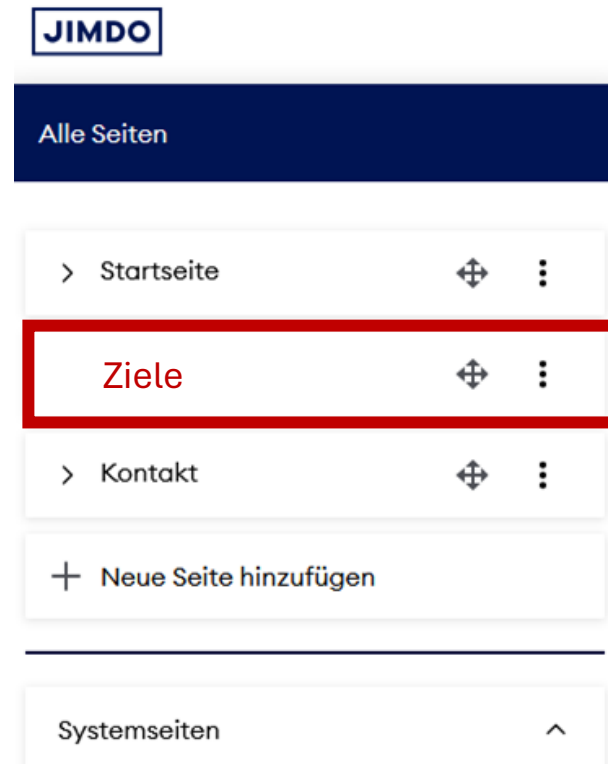 JIMDO
Alle Seiten
Startseite
Ziele
Kontakt
Neue Seite hinzufügen
Systemseiten